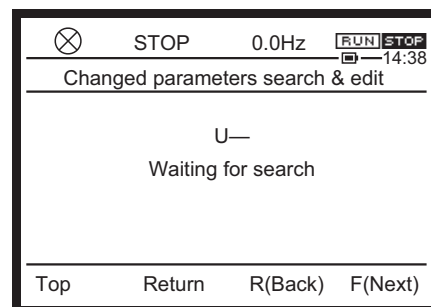 STOP 0.0Hz RUN STOP
14:38
Changed parameters search & edit
U—
Waiting for search
Top Return R(Back) F(Next)